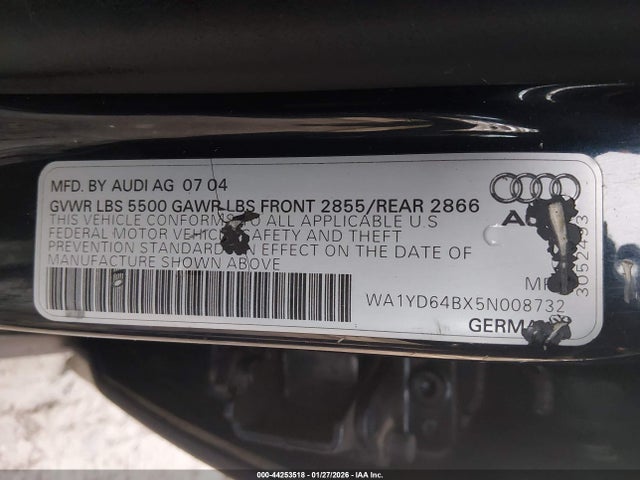 MFD. BY AUDI AG 07 04
GVWR LBS 5500 GAWR LBS FRONT 2855/REAR 2866
THIS VEHICLE CONFORMS TO ALL APPLICABLE U.S
FEDERAL MOTOR VEHICLE SAFETY AND THEFT
PREVENTION STANDARDS IN EFFECT ON THE DATE OF
MANUFACTURE SHOWN ABOVE
WA1YD64BX5N008732
GERMANY
000-44253518 | 01/27/2026 | IAA Inc.